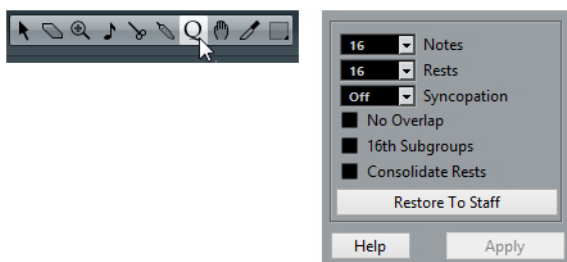 Q
16 Notes
16 Rests
Off Syncopation
No Overlap
16th Subgroups
Consolidate Rests
Restore To Staff
Help Apply